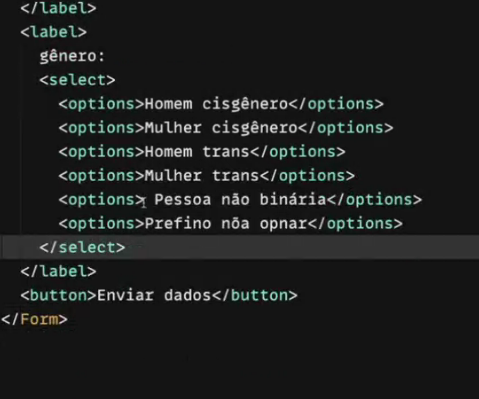 </label>
<label>
gênero:
<select>
<options>Homem cisgênero</options>
<options>Mulher cisgênero</options>
<options>Homem trans</options>
<options>Mulher trans</options>
<options> Pessoa não binária</options>
<options>Prefino nõa opnar</options>
</select>
</label>
<button>Enviar dados</button>
</Form>